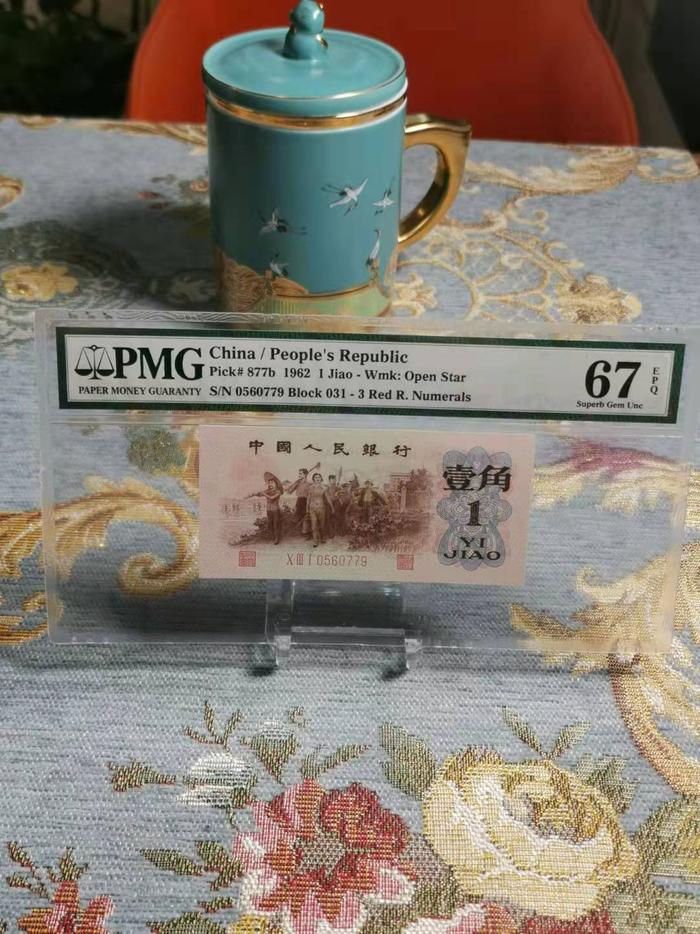 PMG
PAPER MONEY GUARANTY
China / People's Republic
Pick# 877b 1962 1 Jiao - Wmk: Open Star
S/N 0560779 Block 031 - 3 Red R. Numerals
67
EPQ
Superb Gem Unc
中國人民銀行
壹角
1
YI
JIAO
X III I 0560779